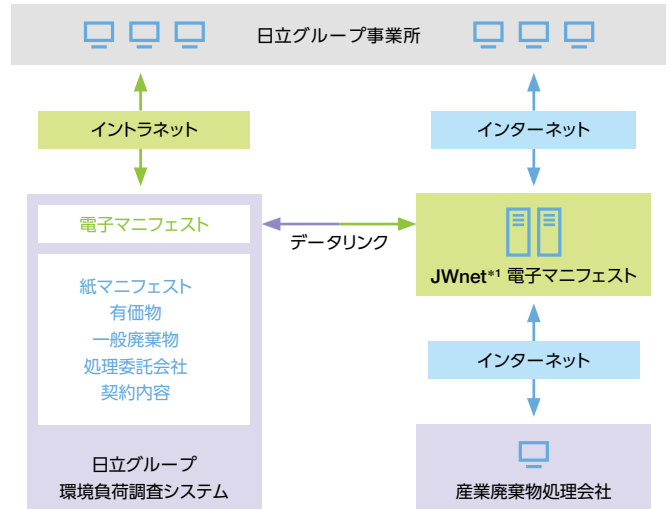 日立グループ事業所
イントラネット
インターネット
電子マニフェスト
データリンク
紙マニフェスト
有価物
一般廃棄物
処理委託会社
契約内容
JWnet*1 電子マニフェスト
インターネット
日立グループ
環境負荷調査システム
産業廃棄物処理会社